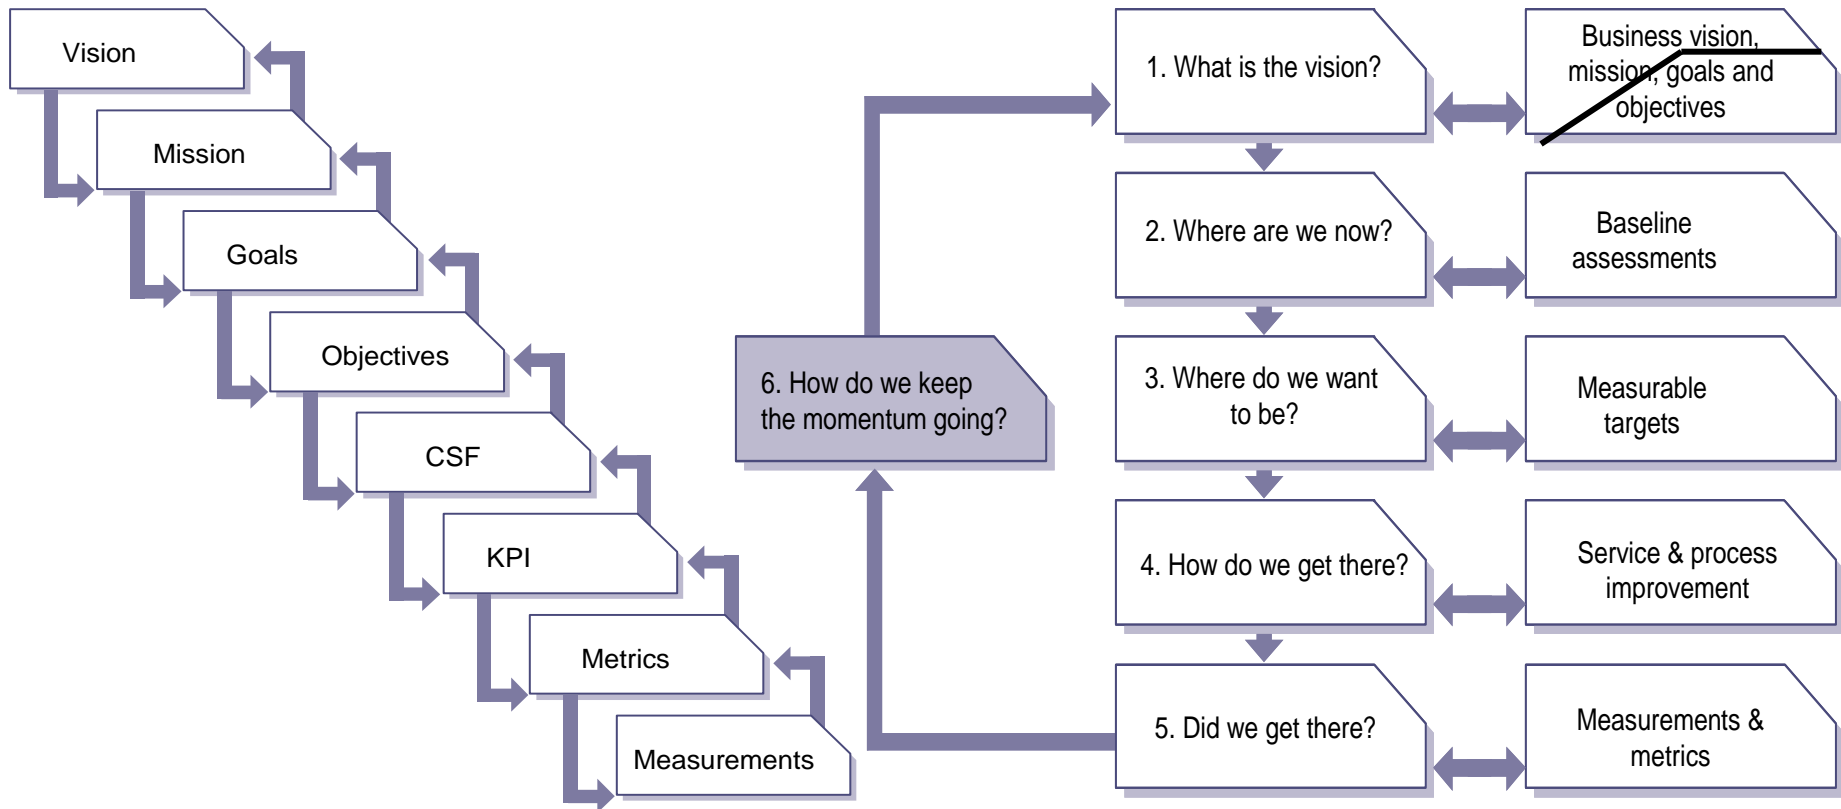 Vision
Mission
Goals
Objectives
CSF
KPI
Metrics
Measurements
6. How do we keep
the momentum going?
1. What is the vision?
2. Where are we now?
3. Where do we want
to be?
4. How do we get there?
5. Did we get there?
Business vision,
mission, goals and
objectives
Baseline
assessments
Measurable
targets
Service & process
improvement
Measurements &
metrics